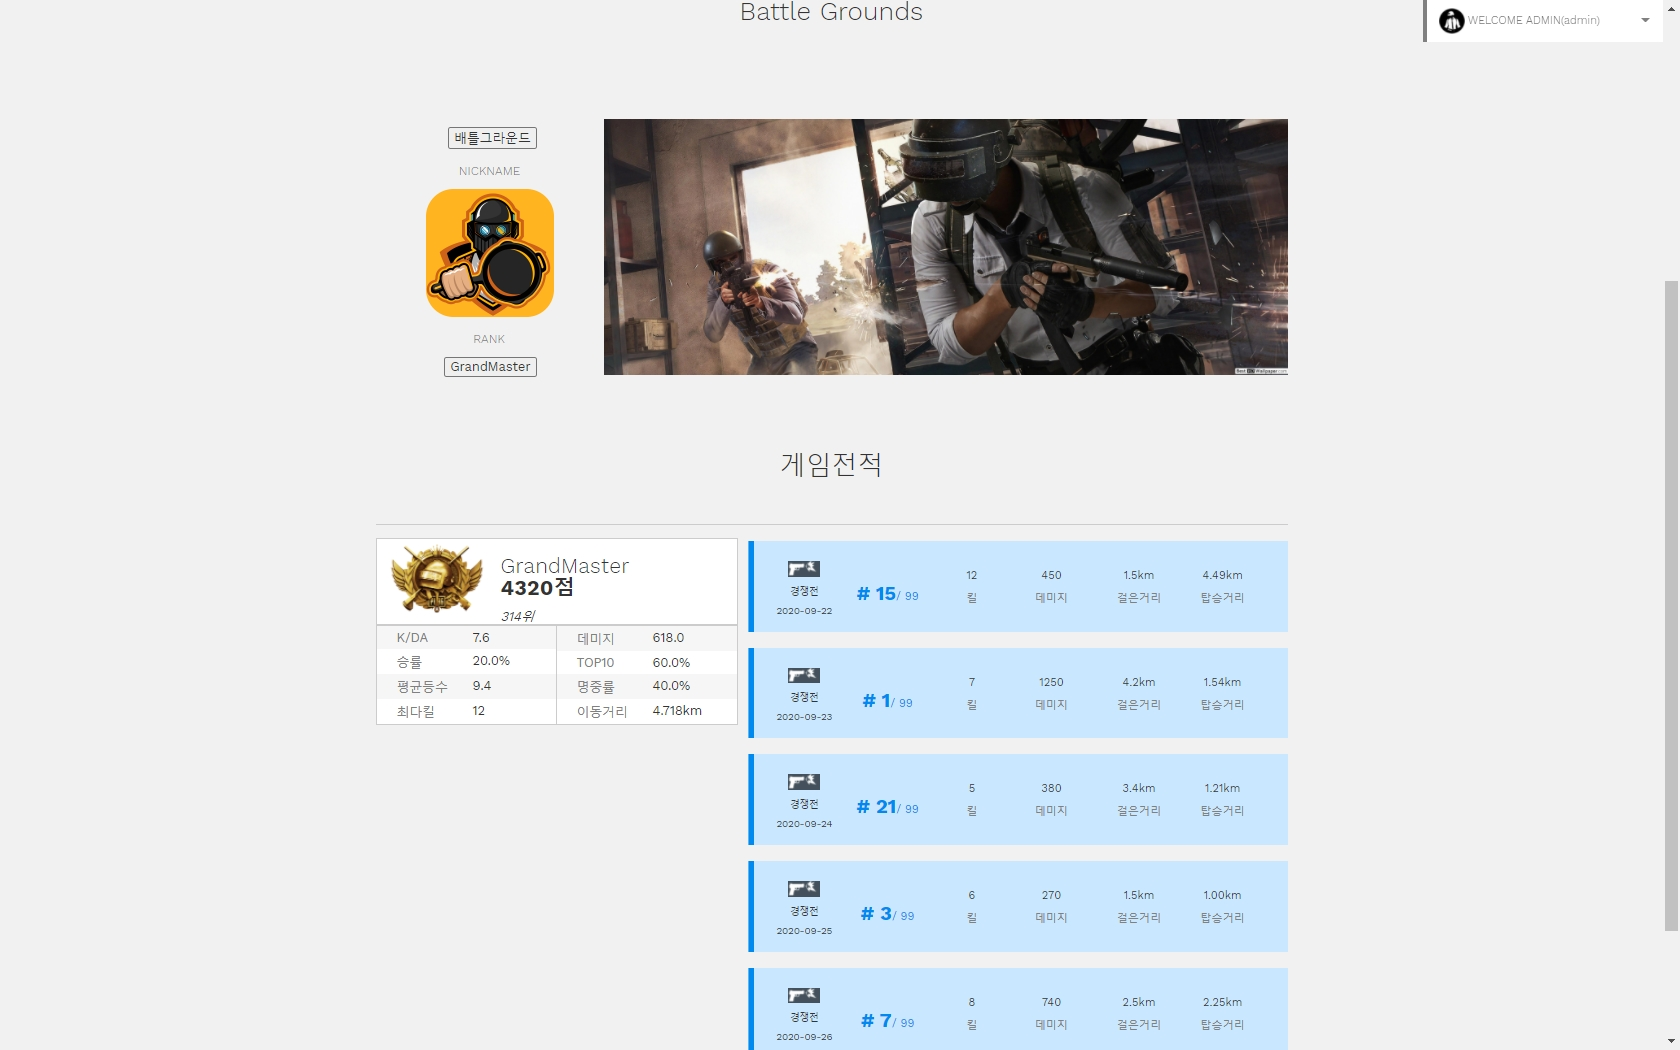 Battle Grounds
WELCOME ADMIN(admin)
배틀그라운드
NICKNAME
RANK
GrandMaster
게임전적
GrandMaster
4320점
314위/
K/DA 7.6 데미지 618.0
승률 20.0% TOP10 60.0%
평균등수 9.4 명중률 40.0%
최다킬 12 이동거리 4.718km
경쟁전
2020-09-22
# 15/ 99
12 450 1.5km 4.49km
킬 데미지 걸은거리 탑승거리
경쟁전
2020-09-23
# 1/ 99
7 1250 4.2km 1.54km
킬 데미지 걸은거리 탑승거리
경쟁전
2020-09-24
# 21/ 99
5 380 3.4km 1.21km
킬 데미지 걸은거리 탑승거리
경쟁전
2020-09-25
# 3/ 99
6 270 1.5km 1.00km
킬 데미지 걸은거리 탑승거리
경쟁전
2020-09-26
# 7/ 99
8 740 2.5km 2.25km
킬 데미지 걸은거리 탑승거리